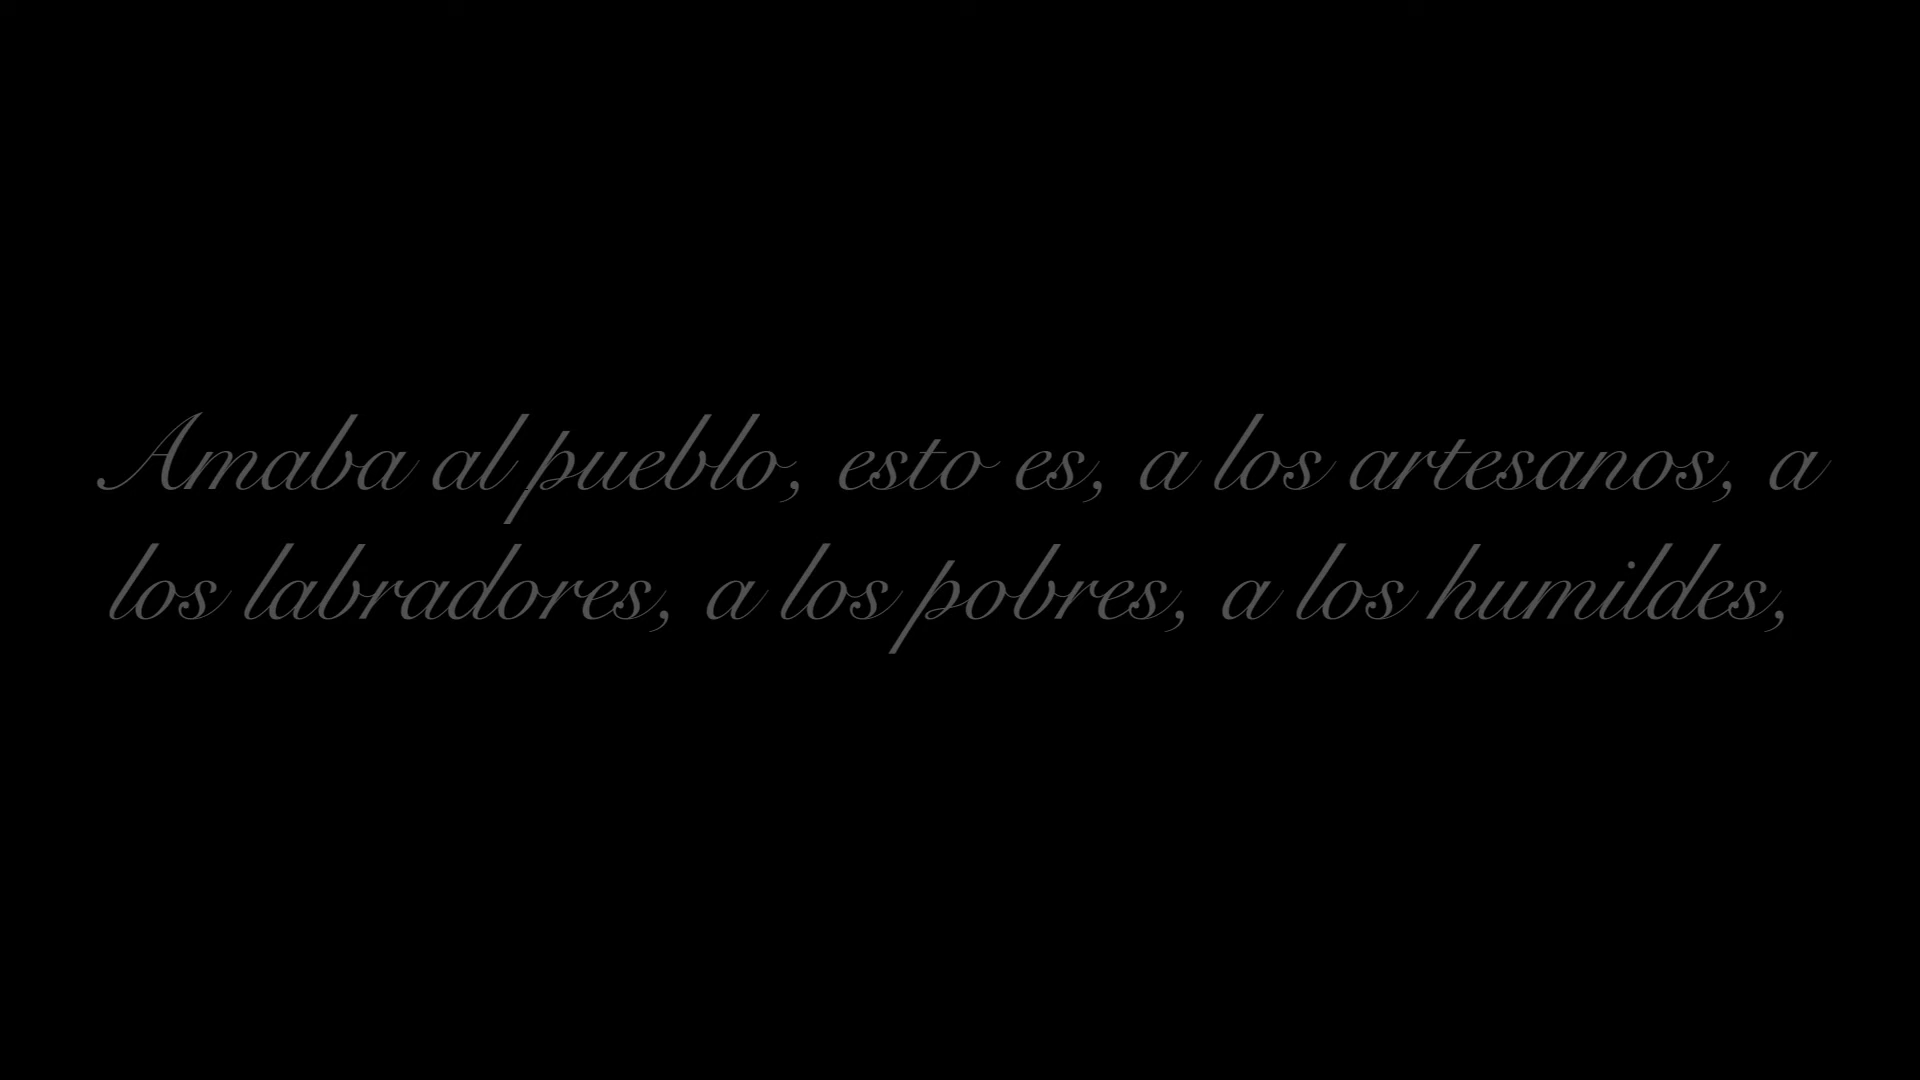 Amaba al pueblo, esto es, a los artesanos, a
los labradores, a los pobres, a los humildes,